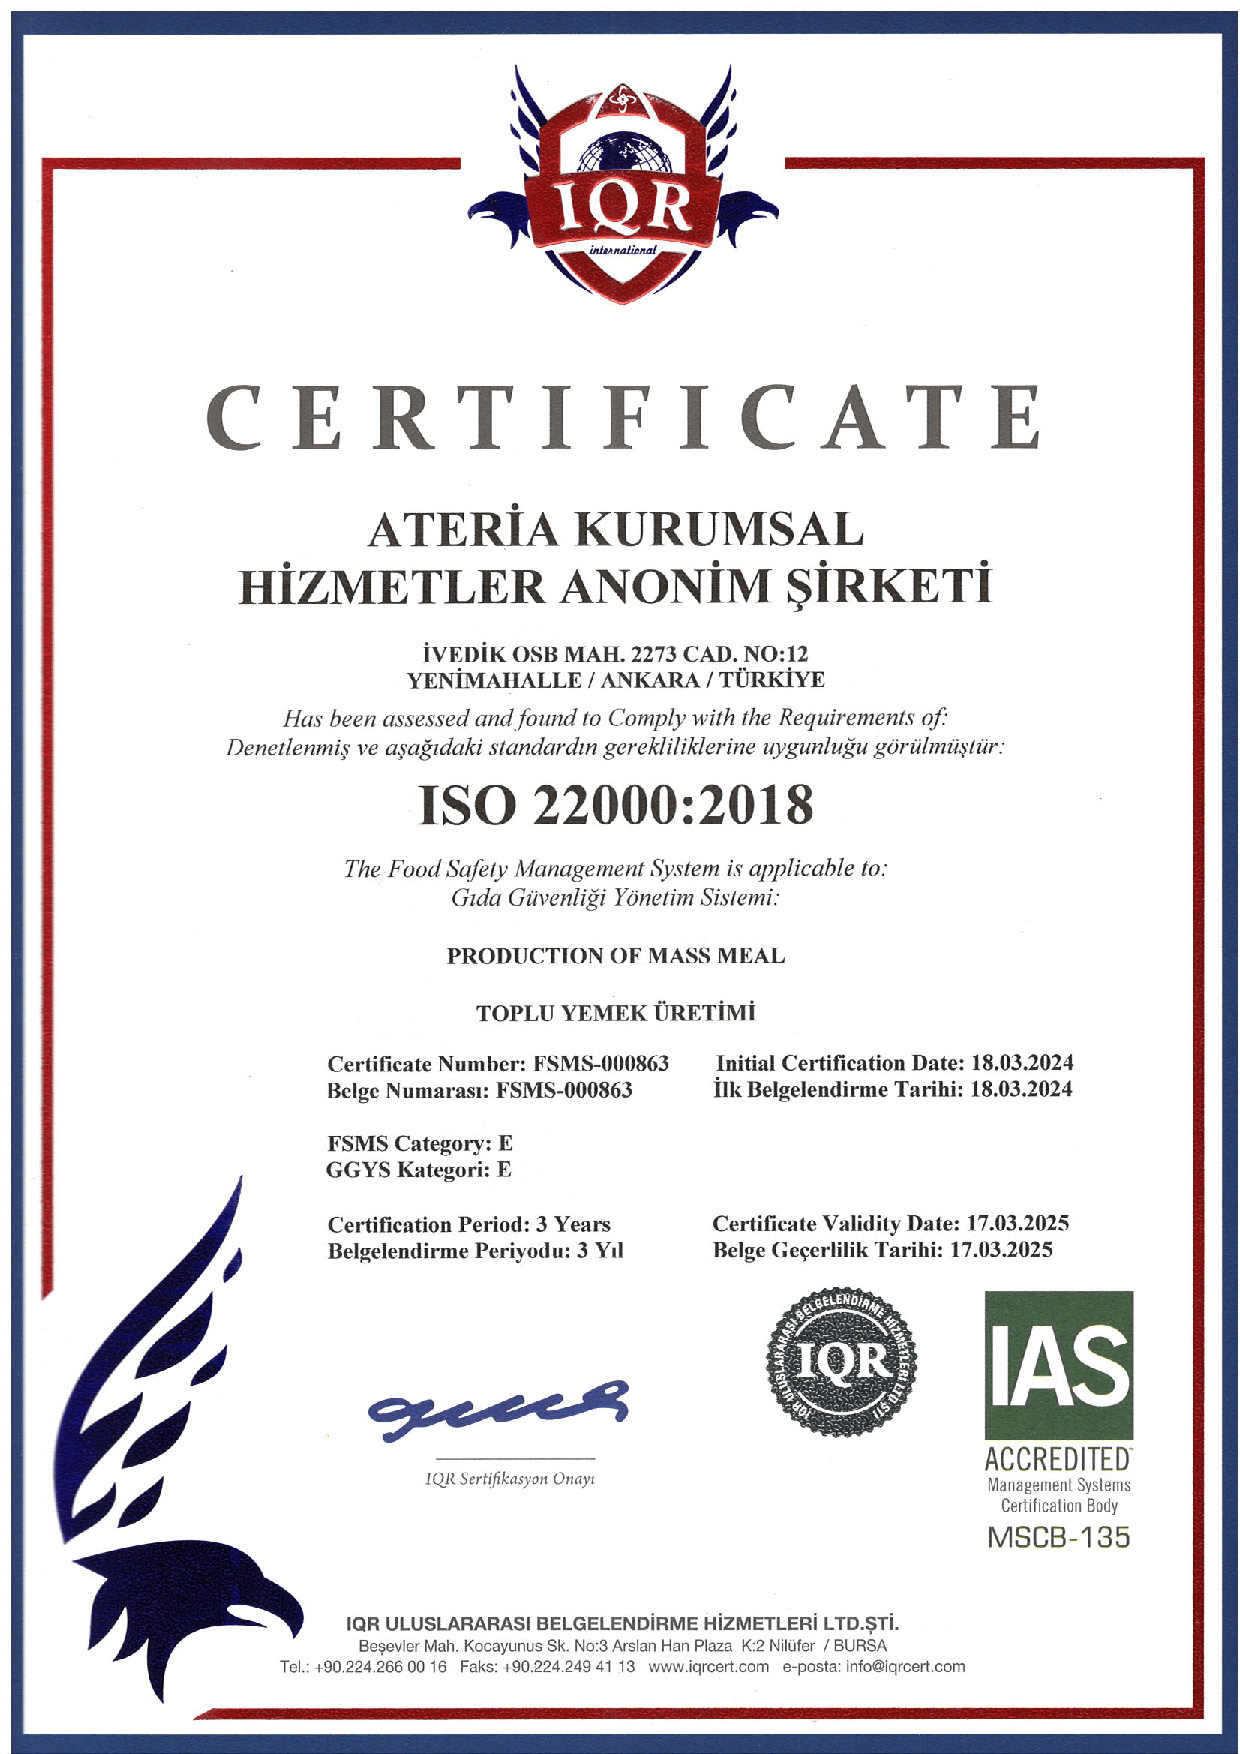 IQR
international
CERTIFICATE
ATERİA KURUMSAL
HİZMETLER ANONİM ŞİRKETİ
İVEDİK OSB MAH. 2273 CAD. NO:12
YENİMAHALLE / ANKARA / TÜRKİYE
Has been assessed and found to Comply with the Requirements of:
Denetlenmiş ve aşağıdaki standardın gerekliliklerine uygunluğu görülmüştür:
ISO 22000:2018
The Food Safety Management System is applicable to:
Gıda Güvenliği Yönetim Sistemi:
PRODUCTION OF MASS MEAL
TOPLU YEMEK ÜRETİMİ
Certificate Number: FSMS-000863 Initial Certification Date: 18.03.2024
Belge Numarası: FSMS-000863 İlk Belgelendirme Tarihi: 18.03.2024
FSMS Category: E
GGYS Kategori: E
Certification Period: 3 Years Certificate Validity Date: 17.03.2025
Belgelendirme Periyodu: 3 Yıl Belge Geçerlilik Tarihi: 17.03.2025
IQR ULUSLARARASI BELGELENDİRME HİZMETLERİ LTD.ŞTİ.
IQR
IAS
ACCREDITED
Management Systems
Certification Body
MSCB-135
IQR Sertifikasyon Onayı
IQR ULUSLARARASI BELGELENDİRME HİZMETLERİ LTD.ŞTİ.
Beşevler Mah. Kocayunus Sk. No:3 Arslan Han Plaza K:2 Nilüfer / BURSA
Tel.: +90.224.266 00 16 Faks: +90.224.249 41 13 www.iqrcert.com e-posta: info@iqrcert.com